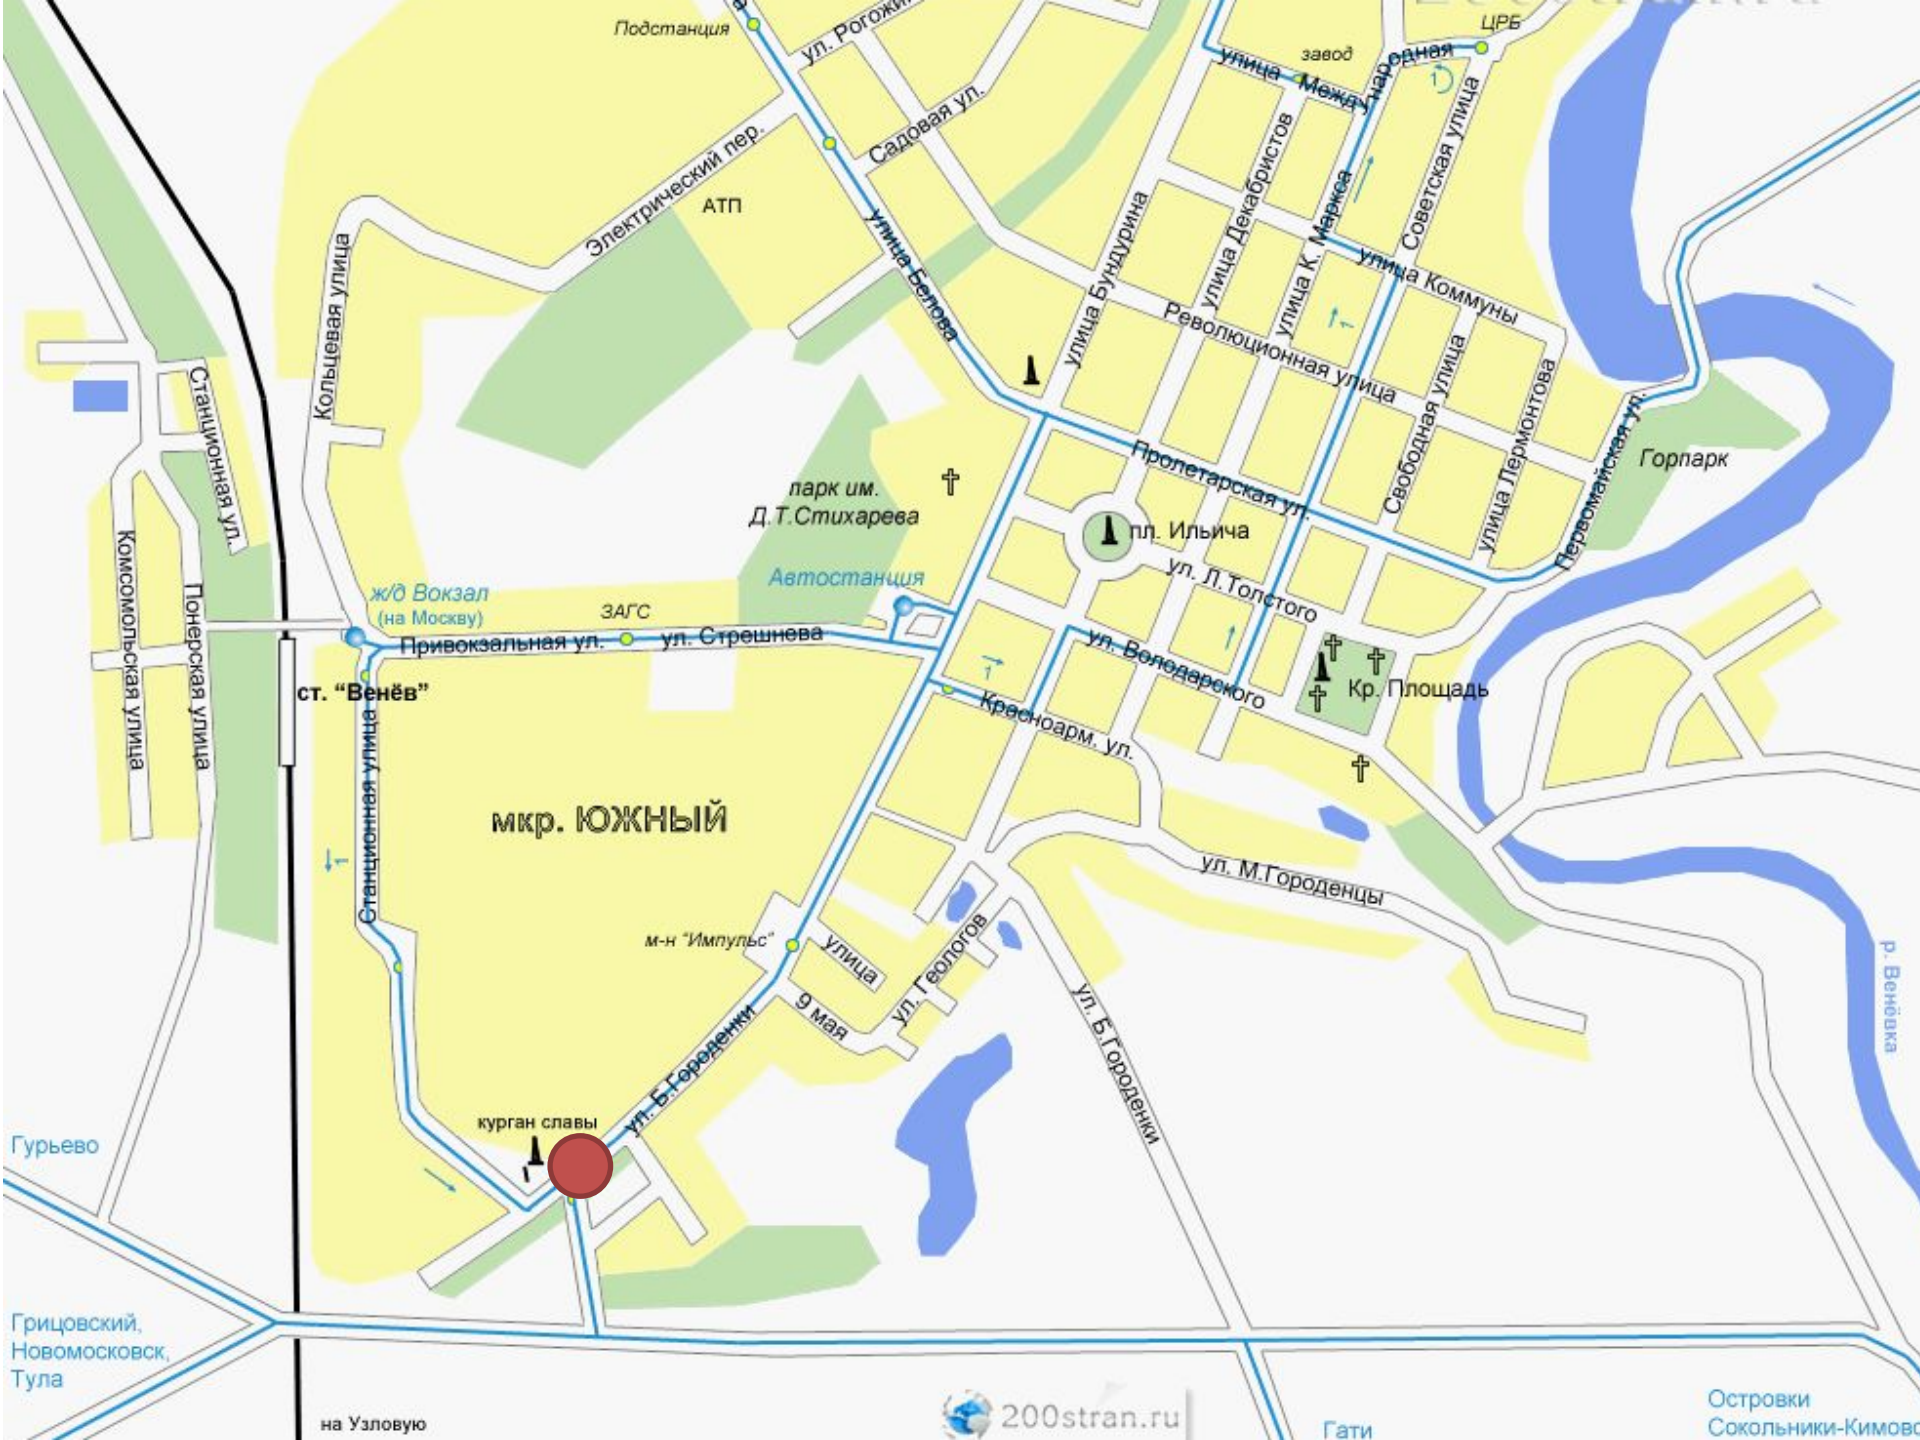 ЦРБ
Подстанция
ул. Рогожи
завод
улица Международная
Садовая ул.
Электрический пер.
АТП
улица Декабристов
Советская улица
улица К. Маркса
улица Белова
улица Бундурина
улица Коммуны
Кольцевая улица
Революционная улица
1
1
Станционная ул.
Свободная улица
улица Лермонтова
Первомайская ул.
Горпарк
Пролетарская ул.
парк им.
Д.Т.Стихарева
пл. Ильича
ул. Л.Толстого
Автостанция
ж/д Вокзал
(на Москву)
ЗАГС
Привокзальная ул.
ул. Стрешнева
Комсомольская улица
Понерская улица
ул. Володарского
ст. “Венёв”
1
Красноарм. ул.
Кр. Площадь
Станционная улица
мкр. ЮЖНЫЙ
1
ул. М.Городенцы
м-н “Импульс”
улица
9 мая
ул. Геологов
р. Венёвка
ул. Б.Городенки
ул. Б.Городенки
курган славы
Гурьево
Грицовский,
Новомосковск,
Тула
на Узловую
200stran.ru
Гати
Островки
Сокольники-Кимовс